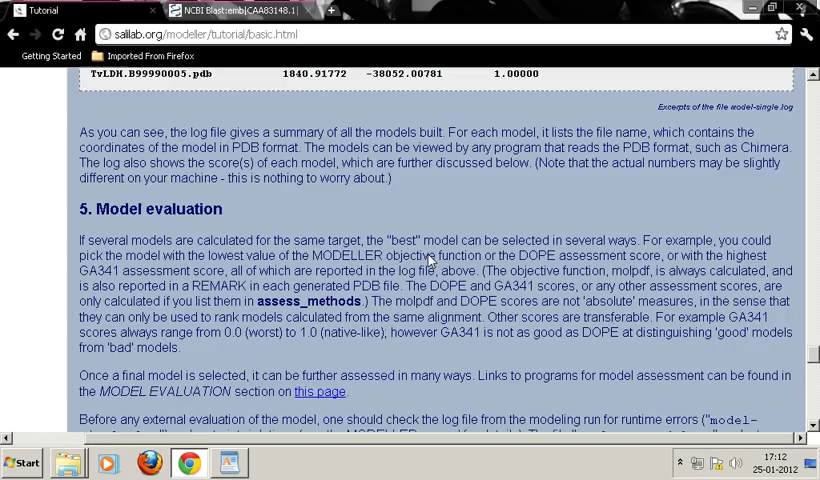 Tutorial
NCBI Blast:emb|CAA83148.1|
salilab.org/modeller/tutorial/basic.html
Getting Started
Imported From Firefox
TvLDH.B99990005.pdb 1840.91772 -38052.00781 1.00000
Excerpts of the file model-single.log
As you can see, the log file gives a summary of all the models built. For each model, it lists the file name, which contains the
coordinates of the model in PDB format. The models can be viewed by any program that reads the PDB format, such as Chimera.
The log also shows the score(s) of each model, which are further discussed below. (Note that the actual numbers may be slightly
different on your machine - this is nothing to worry about.)
5. Model evaluation
If several models are calculated for the same target, the "best" model can be selected in several ways. For example, you could
pick the model with the lowest value of the MODELLER objective function or the DOPE assessment score, or with the highest
GA341 assessment score, all of which are reported in the log file, above. (The objective function, molpdf, is always calculated, and
is also reported in a REMARK in each generated PDB file. The DOPE and GA341 scores, or any other assessment scores, are
only calculated if you list them in assess_methods.) The molpdf and DOPE scores are not 'absolute' measures, in the sense that
they can only be used to rank models calculated from the same alignment. Other scores are transferable. For example GA341
scores always range from 0.0 (worst) to 1.0 (native-like); however GA341 is not as good as DOPE at distinguishing 'good' models
from 'bad' models.
Once a final model is selected, it can be further assessed in many ways. Links to programs for model assessment can be found in
the MODEL EVALUATION section on this page.
Before any external evaluation of the model, one should check the log file from the modeling run for runtime errors ("model-
Start
17:12
25-01-2012